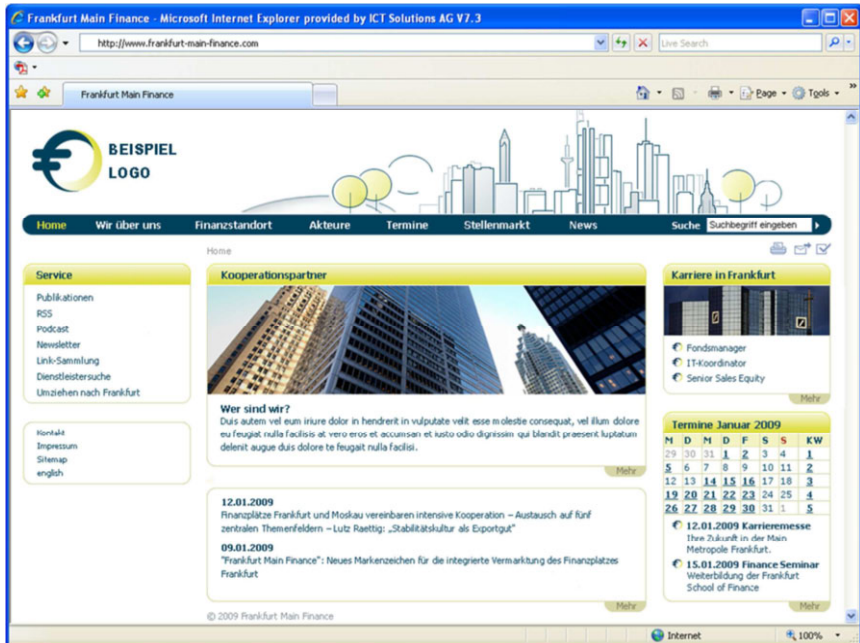 Frankfurt Main Finance - Microsoft Internet Explorer provided by ICT Solutions AG V7.3
http://www.frankfurt-main-finance.com
Live Search
Frankfurt Main Finance
Page
Tools
BEISPIEL
LOGO
Home Wir über uns Finanzstandort Akteure Termine Stellenmarkt News Suche Suchbegriff eingeben
Home
Service
Publikationen
RSS
Podcast
Newsletter
Link-Sammlung
Dienstleistersuche
Umziehen nach Frankfurt
Kontakt
Impressum
Sitemap
english
Kooperationspartner
Wer sind wir?
Duis autem vel eum iriure dolor in hendrerit in vulputate velit esse molestie consequat, vel illum dolore
eu feugiat nulla facilisis at vero eros et accumsan et iusto odio dignissim qui blandit praesent luptatum
delenit augue duis dolore te feugait nulla facilisi.
Mehr
12.01.2009
Finanzplätze Frankfurt und Moskau vereinbaren intensive Kooperation – Austausch auf fünf
zentralen Themenfeldern – Lutz Raettig: „Stabilitätskultur als Exportgut"
09.01.2009
"Frankfurt Main Finance": Neues Markenzeichen für die integrierte Vermarktung des Finanzplatzes
Frankfurt
Mehr
© 2009 Frankfurt Main Finance
Karriere in Frankfurt
Fondsmanager
IT-Koordinator
Senior Sales Equity
Mehr
Termine Januar 2009
M D M D F S S KW
29 30 31 1 2 3 4 1
5 6 7 8 9 10 11 2
12 13 14 15 16 17 18 3
19 20 21 22 23 24 25 4
26 27 28 29 30 31 1 5
12.01.2009 Karrieremesse
Ihre Zukunft in der Main
Metropole Frankfurt.
15.01.2009 Finance Seminar
Weiterbildung der Frankfurt
School of Finance
Mehr
Internet
100%